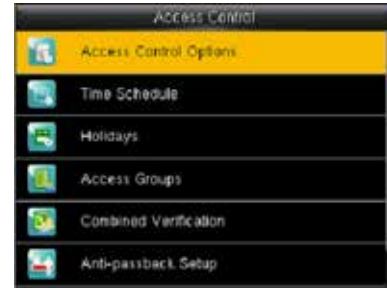 Access Control
Access Control Options
Time Schedule
Holidays
Access Groups
Combined Verification
Anti-passback Setup